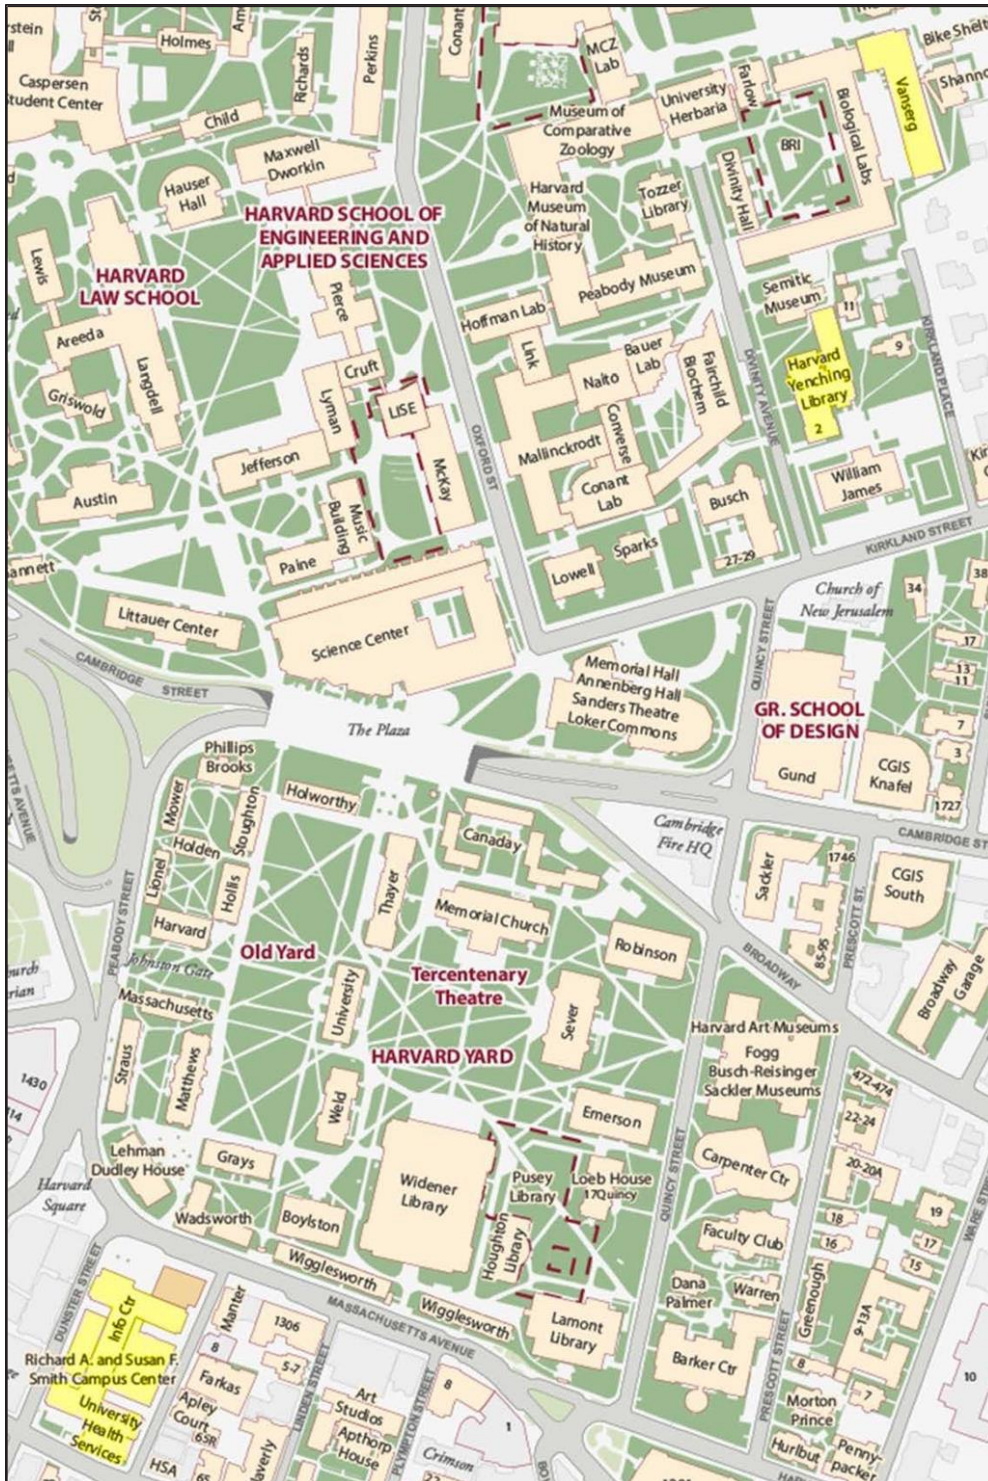 Holmes
Richards
Perkins
Conant
MCZ
Lab
Caspersen
Student Center
Child
Maxwell
Dworkin
Hauser
Hall
Museum of
Comparative
Zoology
University
Herbaria
Farlow
BRI
Biological Labs
Vanserg
Divinity Hall
Harvard
Museum
of Natural
History
Tozzer
Library
Peabody Museum
HARVARD SCHOOL OF
ENGINEERING AND
APPLIED SCIENCES
HARVARD
LAW SCHOOL
Lewis
Areeda
Griswold
Langdell
Pierce
Cruft
Lyman
LISE
Jefferson
McKay
Austin
Music
Building
Paine
Hoffman Lab
Link
Naito
Bauer
Lab
Fairchild
Biochem
Mallinckrodt
Converse
Conant
Lab
Semitic
Museum
11
9
Harvard
Yenching
Library
2
KIRKLAND PLACE
DIVINITY AVENUE
OXFORD ST
William
James
Busch
27-29
Sparks
Lowell
KIRKLAND STREET
Littauer Center
Science Center
CAMBRIDGE STREET
The Plaza
Church of
New Jerusalem
34
38
17
13
11
7
3
1727
Memorial Hall
Annenberg Hall
Sanders Theatre
Loker Commons
QUINCY STREET
GR. SCHOOL
OF DESIGN
Gund
CGIS
Knafel
Phillips
Brooks
Mower
Stoughton
Holworthy
Holden
Lionel
Hollis
Harvard
Canaday
Thayer
Memorial Church
Cambridge
Fire HQ
CAMBRIDGE ST
Sackler
1746
85-95
PRESCOTT ST.
CGIS
South
BROADWAY
Broadway
Garage
PEABODY STREET
Johnston Gate
Old Yard
Tercentenary
Theatre
Robinson
Massachusetts
University
Sever
HARVARD YARD
Straus
Matthews
Weld
Emerson
1430
Harvard Art Museums
Fogg
Busch-Reisinger
Sackler Museums
472-474
22-24
20-20A
Lehman
Dudley House
Grays
Widener
Library
Pusey
Library
Loeb House
17Quincy
Carpenter Ctr
QUINCY STREET
Harvard
Square
Wadsworth
Boylston
Houghton
Library
Faculty Club
18
16
19
17
15
Wigglesworth
Wigglesworth
Lamont
Library
Dana
Palmer
Warren
Greenough
9-13A
DUNSTER STREET
Info Ctr
Manter
MASSACHUSETTS AVENUE
1306
8
5-7
Barker Ctr
PRESCOTT STREET
8
7
10
Richard A. and Susan F.
Smith Campus Center
University
Health
Services
Farkas
Apley
Court
65R
LINDEN STREET
Art
Studios
Apthorp
House
PLYMPTON STREET
8
1
Crimson
Morton
Prince
Hurlbut
Penny-
packer
HSA